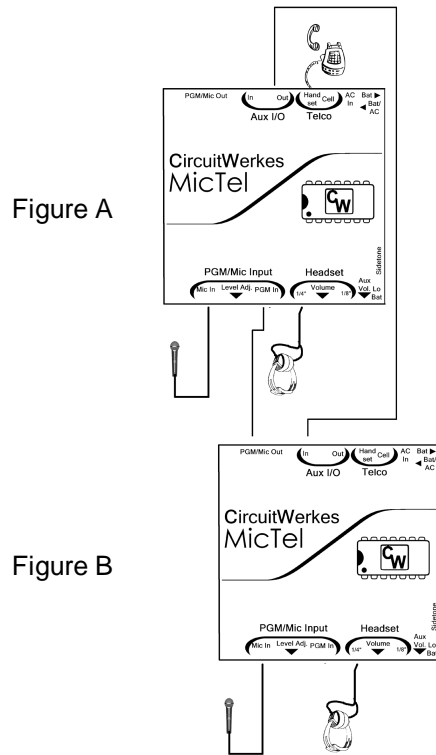 PGM/Mic Out In Out Hand set Cell AC In Bat ► ◄ Bat/ AC
Aux I/O Telco
CircuitWerkes
MicTel
CW
Figure A
Sidetone
PGM/Mic Input Headset Aux
Mic In Level Adj. PGM In 1/4" Volume 1/8" Vol. Lo
Bat
PGM/Mic Out In Out Hand set Cell AC In Bat ► ◄ Bat/ AC
Aux I/O Telco
CircuitWerkes
MicTel
CW
Figure B
Sidetone
PGM/Mic Input Headset Aux
Mic In Level Adj. PGM In 1/4" Volume 1/8" Vol. Lo
Bat